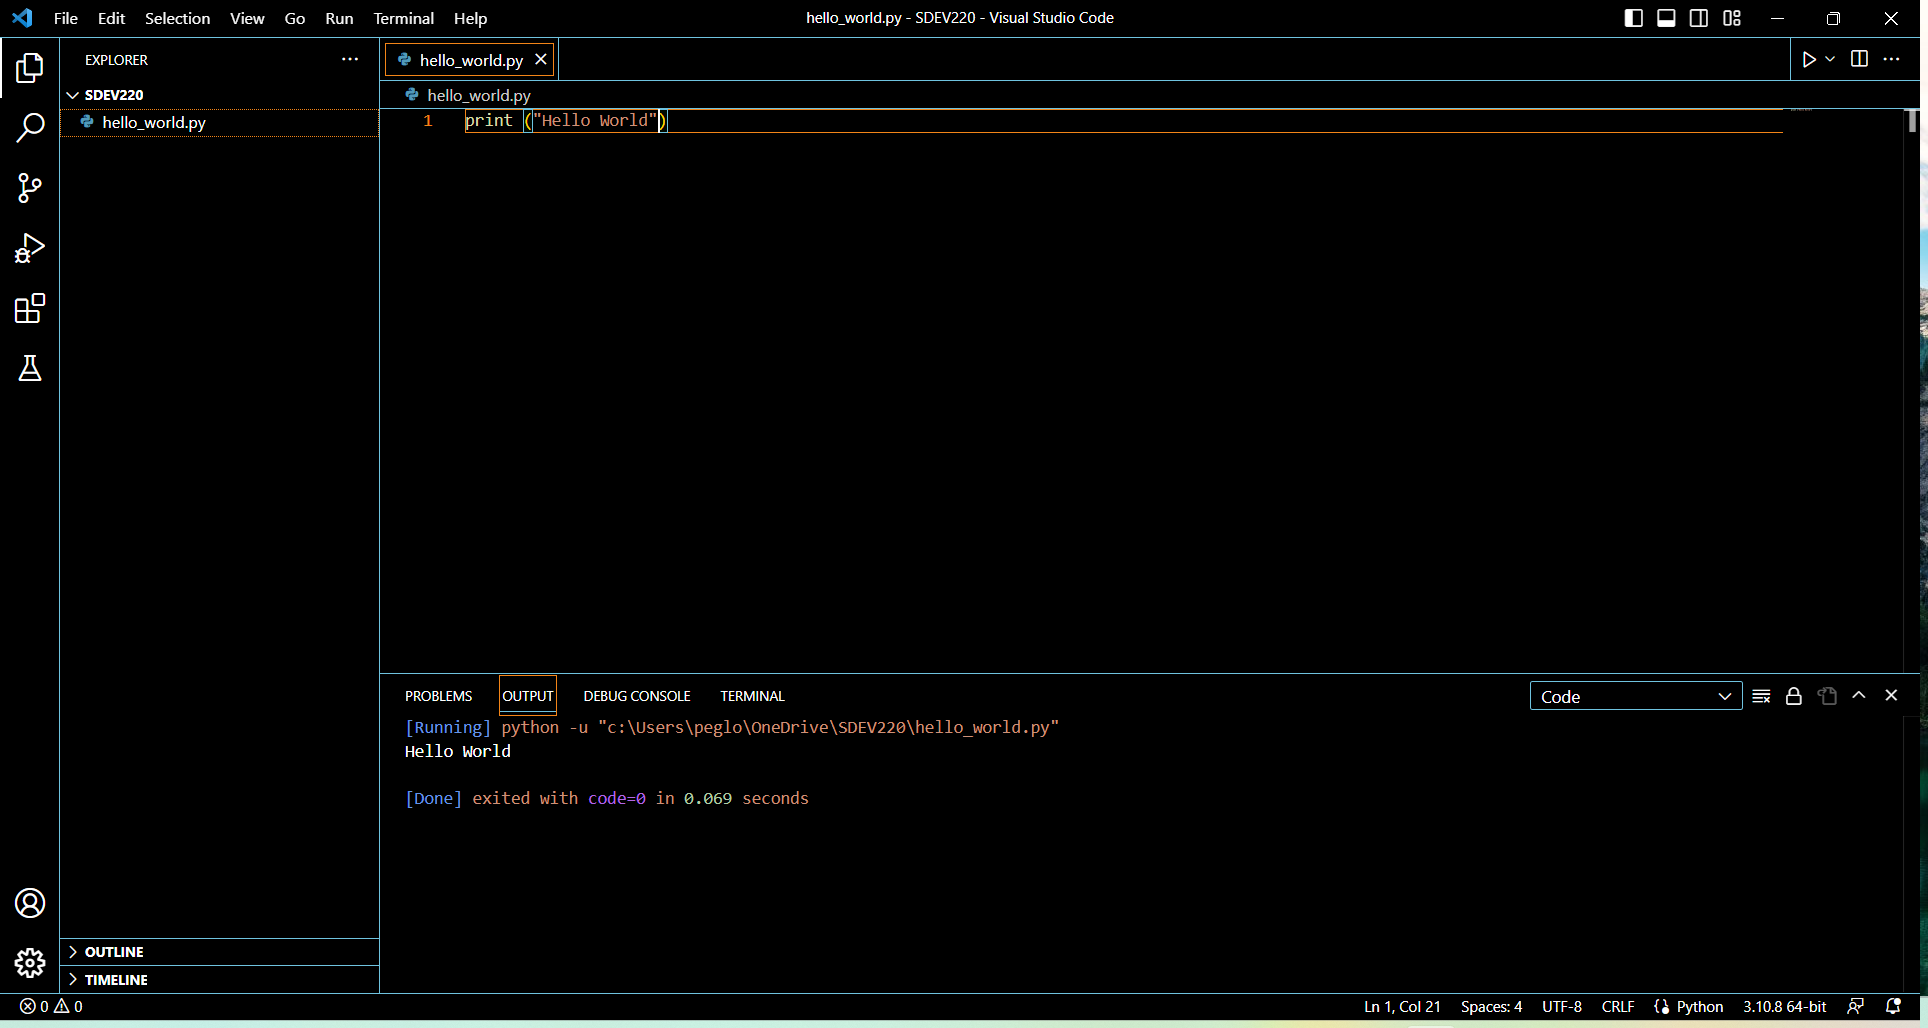 File Edit Selection View Go Run Terminal Help
hello_world.py - SDEV220 - Visual Studio Code
EXPLORER
SDEV220
hello_world.py
hello_world.py
hello_world.py
1 print ("Hello World")
PROBLEMS OUTPUT DEBUG CONSOLE TERMINAL
Code
[Running] python -u "c:\Users\peglo\OneDrive\SDEV220\hello_world.py"
Hello World
[Done] exited with code=0 in 0.069 seconds
OUTLINE
TIMELINE
0 0
Ln 1, Col 21 Spaces: 4 UTF-8 CRLF Python 3.10.8 64-bit